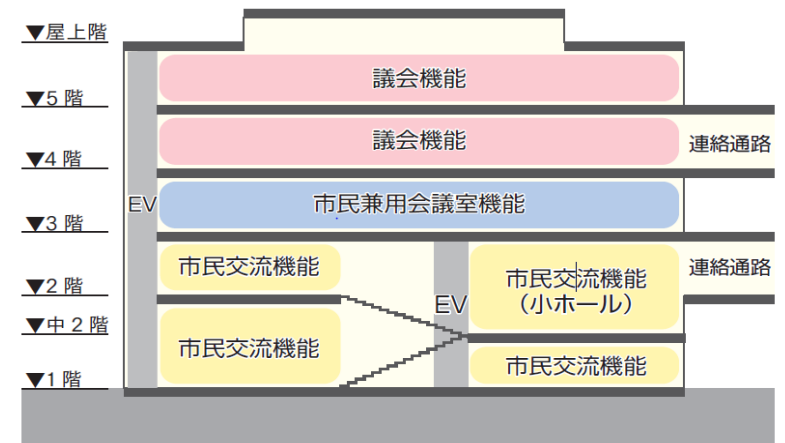 ▼屋上階
議会機能
▼5 階
議会機能
連絡通路
▼4 階
EV
市民兼用会議室機能
▼3 階
市民交流機能
市民交流機能
（小ホール）
連絡通路
▼2 階
EV
▼中 2 階
市民交流機能
市民交流機能
▼1 階